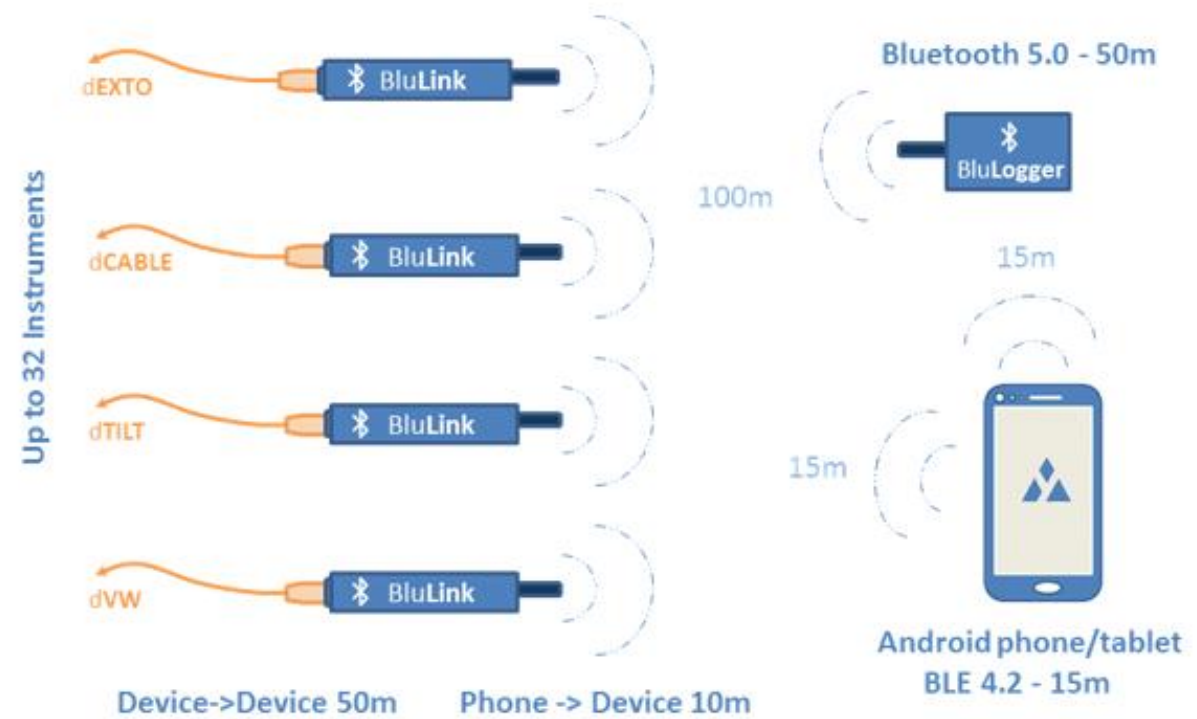 dEXTO
BluLink
Bluetooth 5.0 - 50m
BluLogger
100m
Up to 32 Instruments
dCABLE
BluLink
15m
dTILT
BluLink
15m
dVW
BluLink
Android phone/tablet
BLE 4.2 - 15m
Device->Device 50m
Phone -> Device 10m